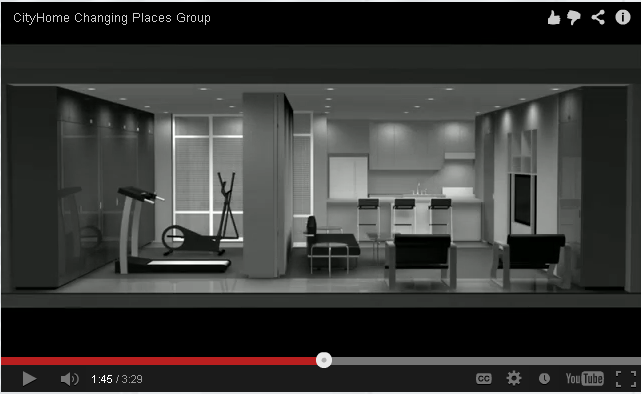 CityHome Changing Places Group
1:45 / 3:29
CC
YouTube